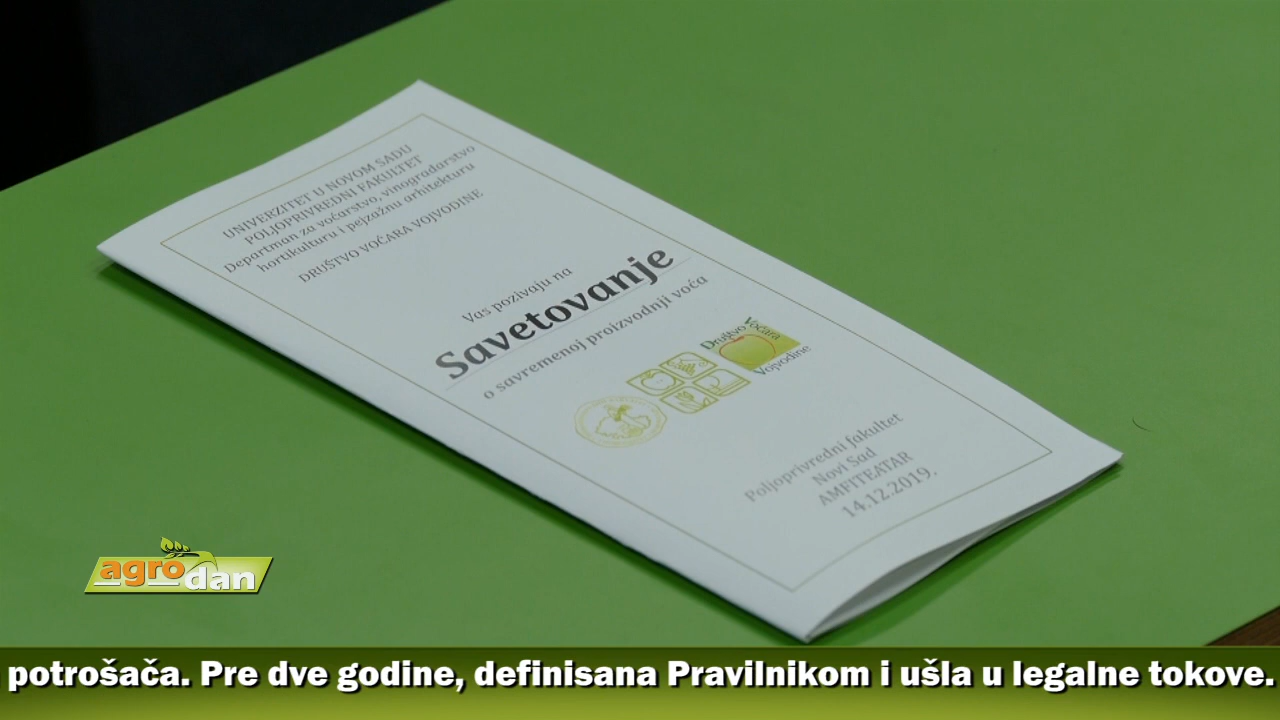 UNIVERZITET U NOVOM SADU
POLJOPRIVREDNI FAKULTET
Departman za voćarstvo, vinogradarstvo
hortikulturu i pejzažnu arhitekturu
DRUŠTVO VOĆARA VOJVODINE
Vas pozivaju na
Savetovanje
o savremenoj proizvodnji voća
Društvo Voćara
Vojvodine
Poljoprivredni fakultet
Novi Sad
AMFITEATAR
14.12.2019.
agro
dan
potrošača. Pre dve godine, definisana Pravilnikom i ušla u legalne tokove.